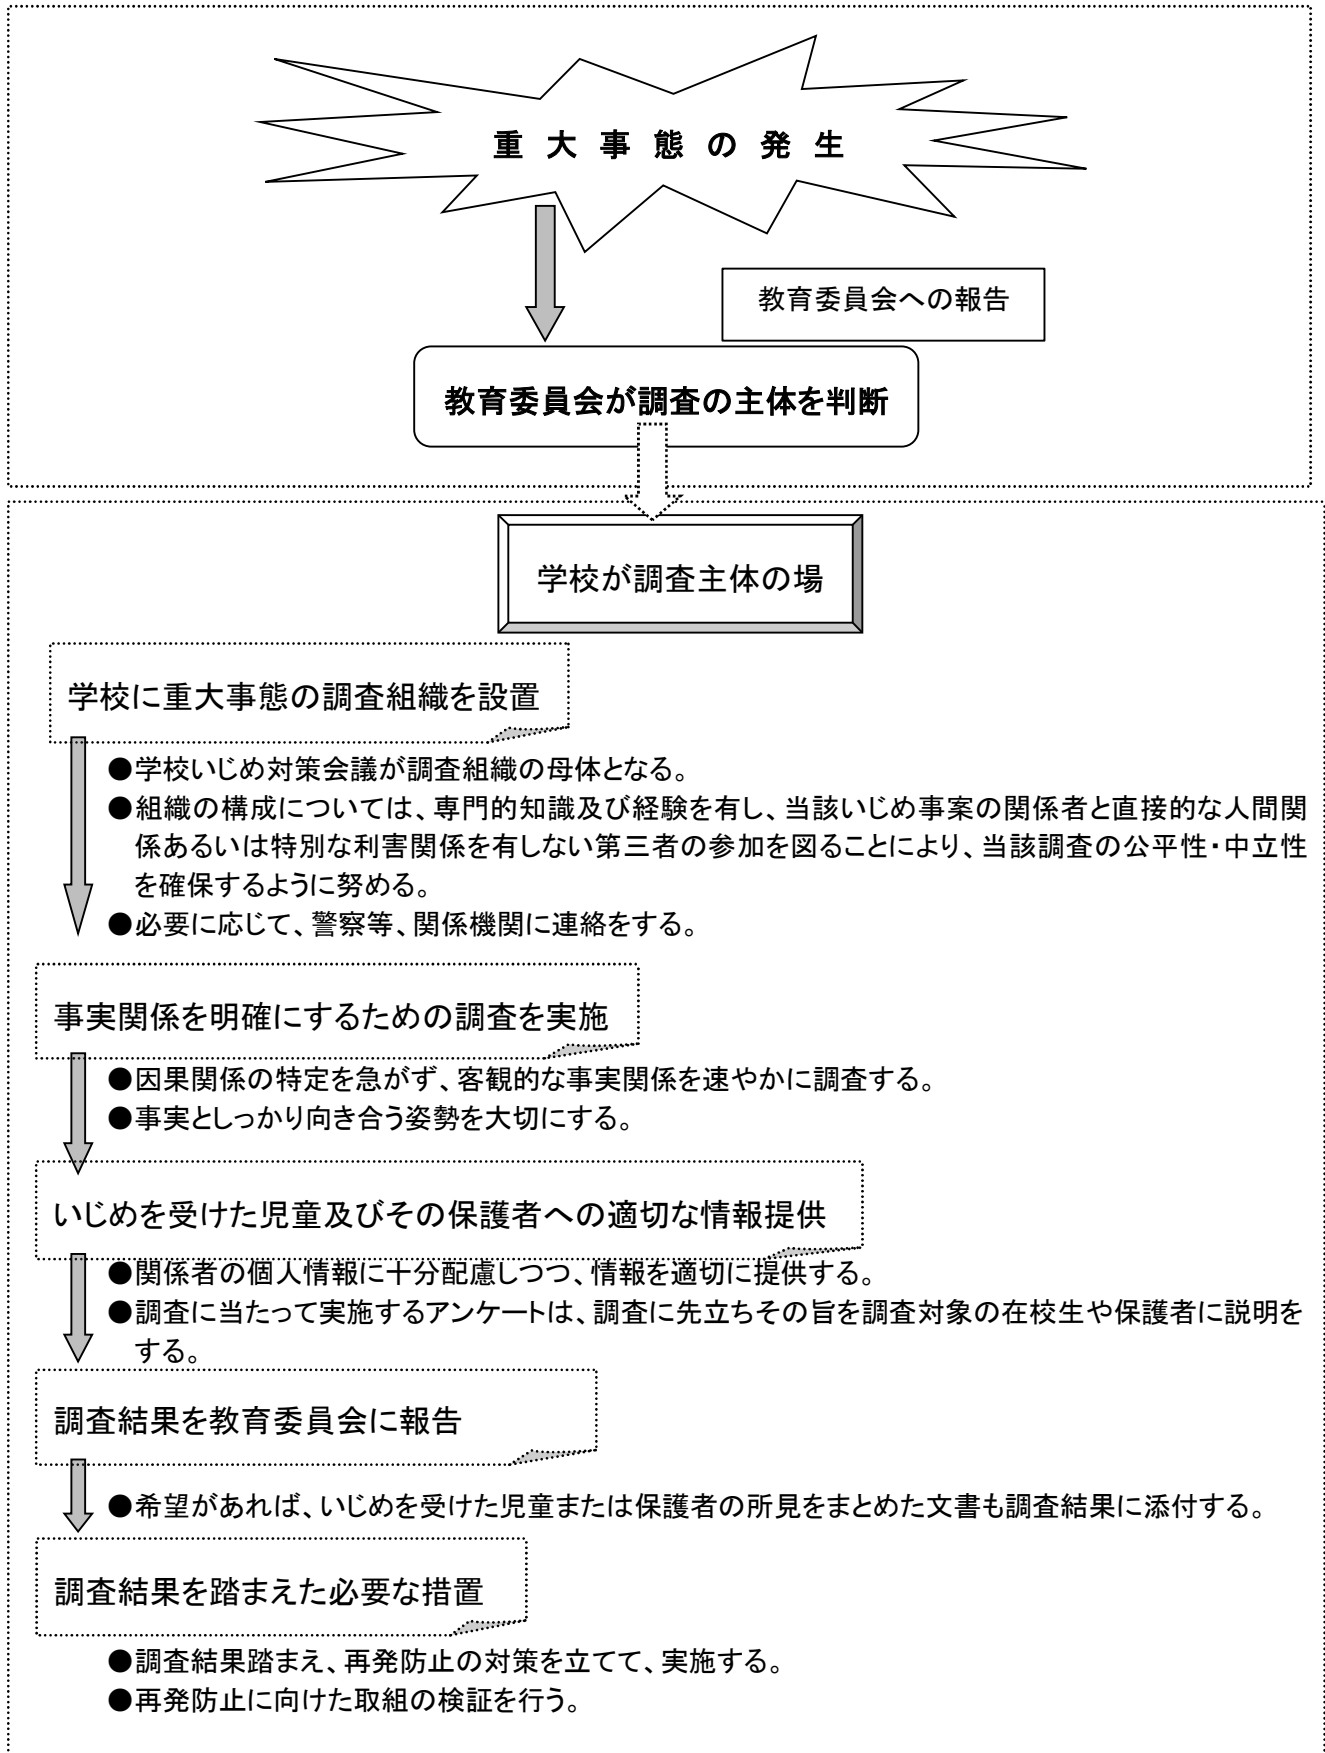 重大事態の発生
教育委員会への報告
教育委員会が調査の主体を判断
学校が調査主体の場
学校に重大事態の調査組織を設置
●学校いじめ対策会議が調査組織の母体となる。
●組織の構成については、専門的知識及び経験を有し、当該いじめ事案の関係者と直接的な人間関
係あるいは特別な利害関係を有しない第三者の参加を図ることにより、当該調査の公平性・中立性
を確保するように努める。
●必要に応じて、警察等、関係機関に連絡をする。
事実関係を明確にするための調査を実施
●因果関係の特定を急がず、客観的な事実関係を速やかに調査する。
●事実としっかり向き合う姿勢を大切にする。
いじめを受けた児童及びその保護者への適切な情報提供
●関係者の個人情報に十分配慮しつつ、情報を適切に提供する。
●調査に当たって実施するアンケートは、調査に先立ちその旨を調査対象の在校生や保護者に説明を
する。
調査結果を教育委員会に報告
●希望があれば、いじめを受けた児童または保護者の所見をまとめた文書も調査結果に添付する。
調査結果を踏まえた必要な措置
●調査結果踏まえ、再発防止の対策を立てて、実施する。
●再発防止に向けた取組の検証を行う。